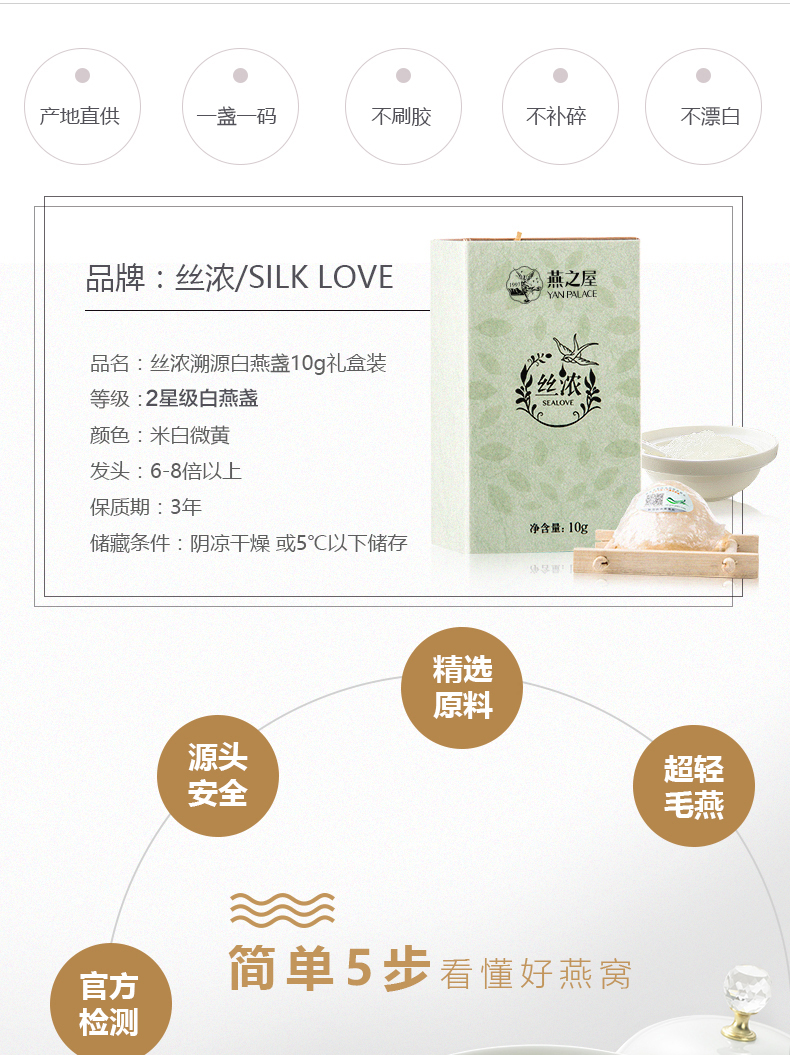 产地直供
一盏一码
不刷胶
不补碎
不漂白
品牌：丝浓/SILK LOVE
品名：丝浓溯源白燕盏10g礼盒装
等级：2星级白燕盏
颜色：米白微黄
发头：6-8倍以上
保质期：3年
储藏条件：阴凉干燥 或5℃以下储存
1997
燕之屋
YAN PALACE
丝浓
SEALOVE
净含量：10g
精选
原料
源头
安全
超轻
毛燕
简单5步看懂好燕窝
官方
检测